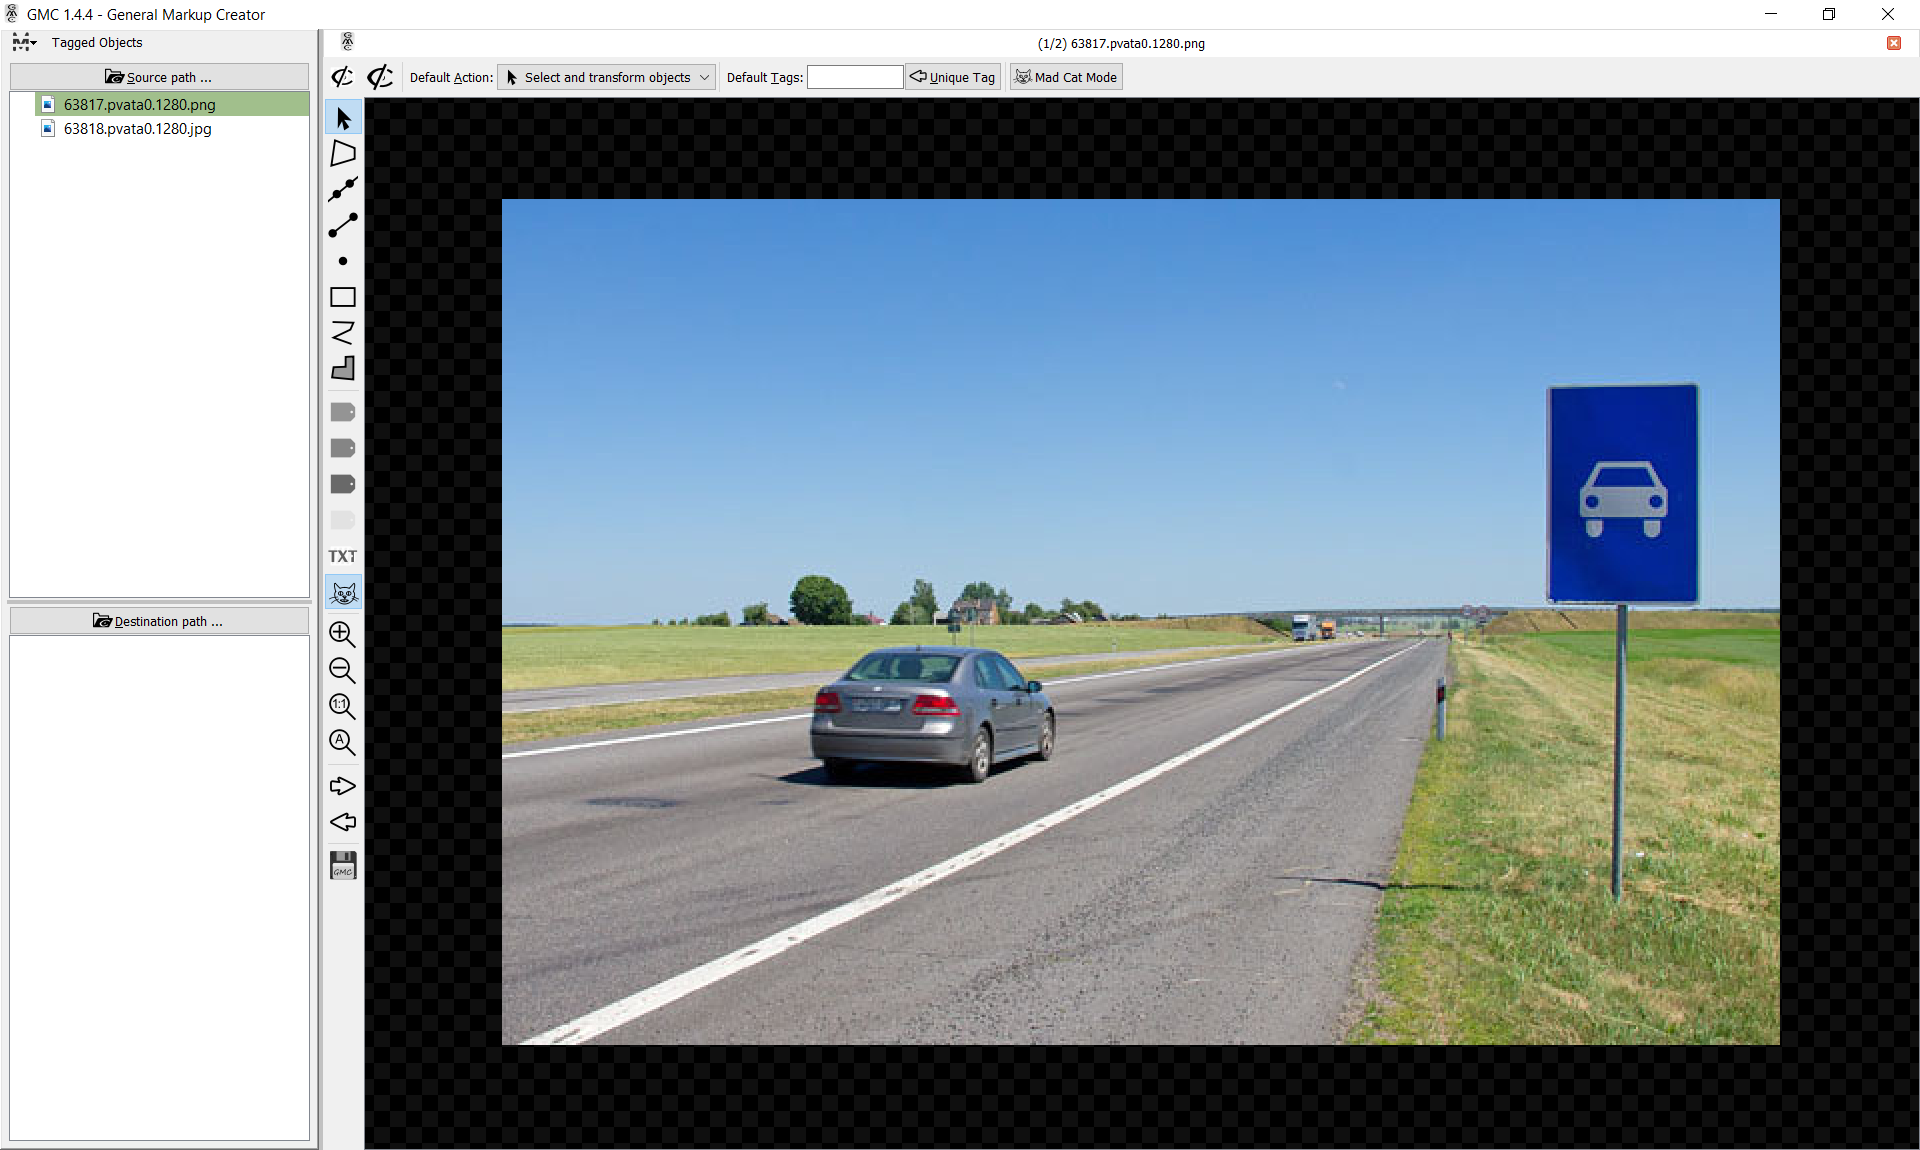 GMC 1.4.4 - General Markup Creator
Tagged Objects
(1/2) 63817.pvata0.1280.png
Source path ...
Default Action: Select and transform objects Default Tags: Unique Tag Mad Cat Mode
63817.pvata0.1280.png
63818.pvata0.1280.jpg
TXT
1:1
A
GMC
Destination path ...